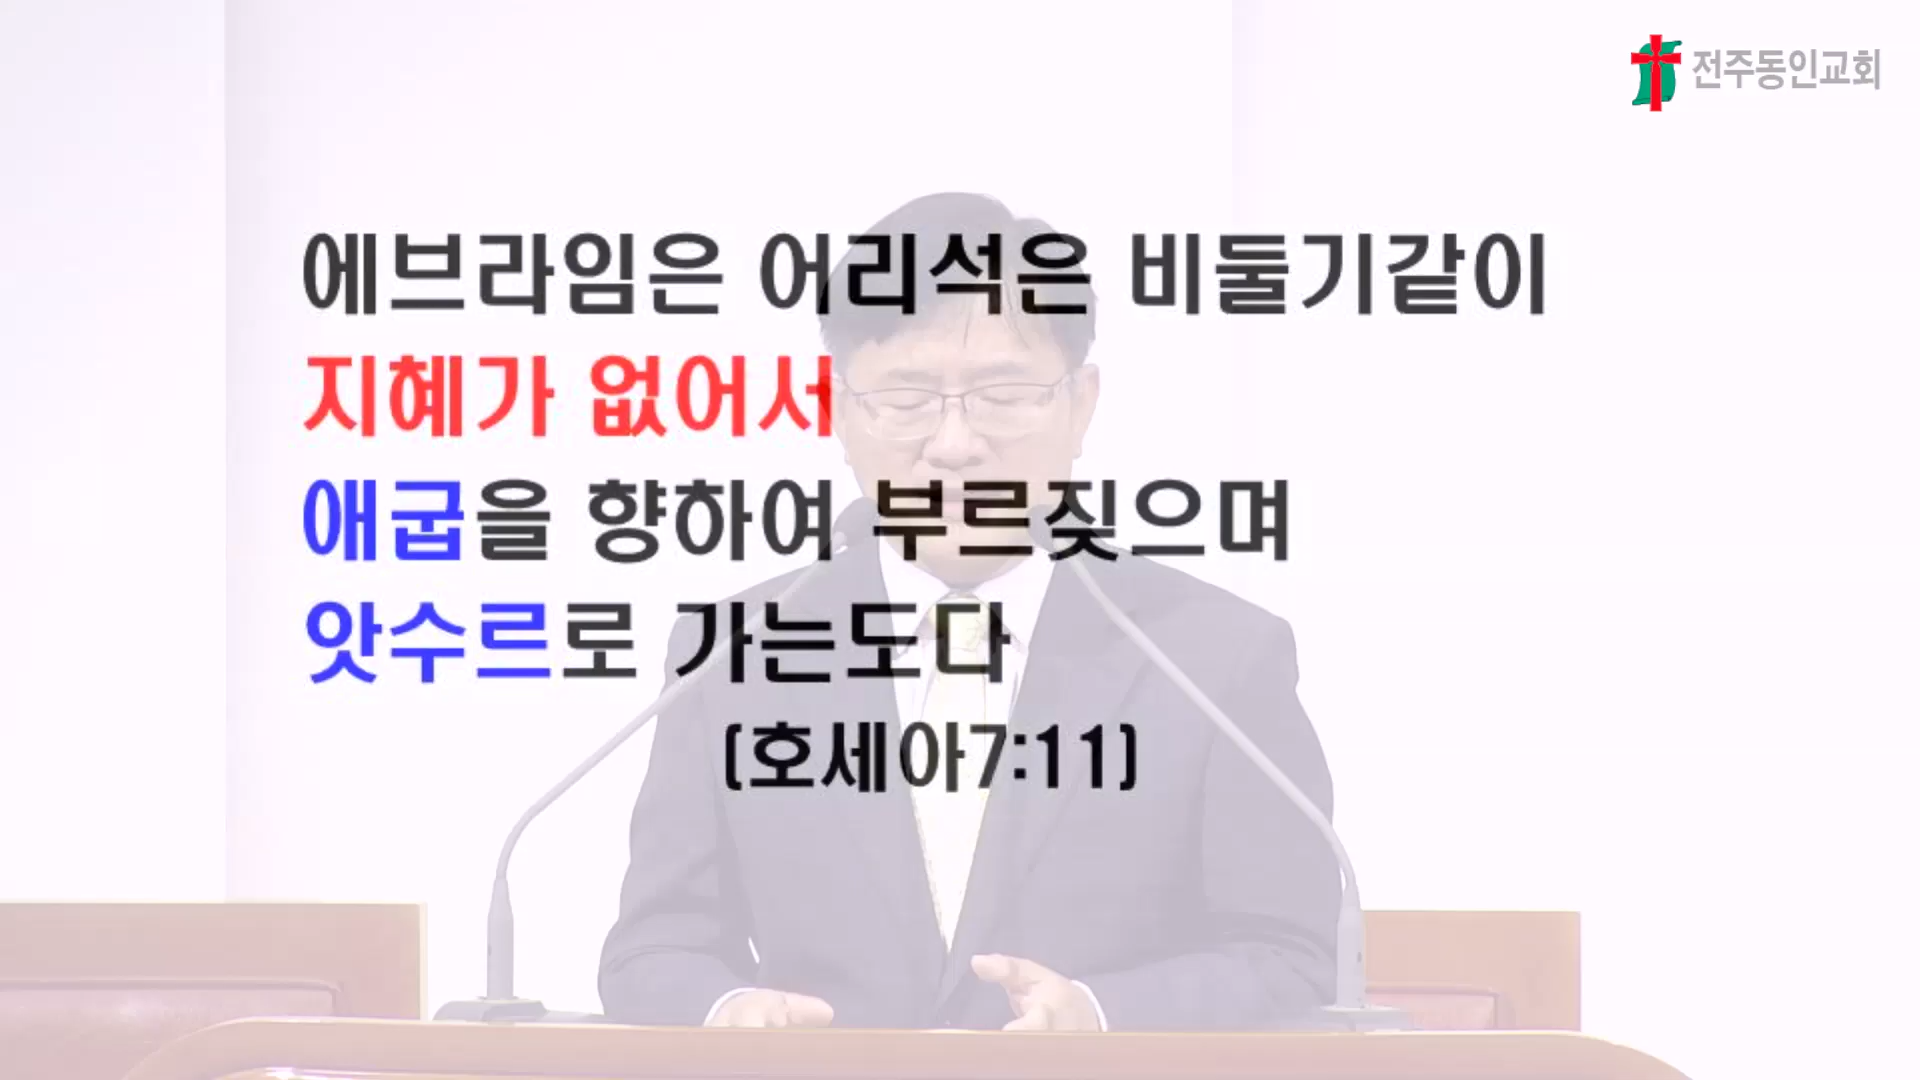 전주동인교회
에브라임은 어리석은 비둘기같이
지혜가 없어서
애굽을 향하여 부르짖으며
앗수르로 가는도다
(호세아7:11)